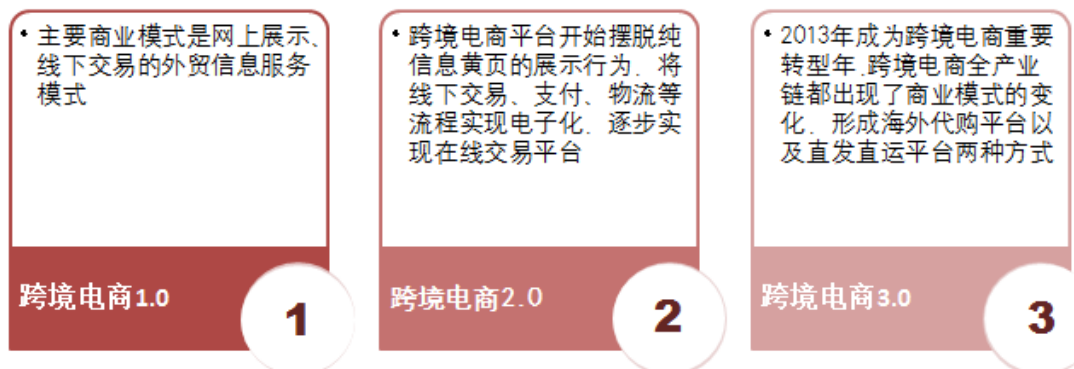 • 主要商业模式是网上展示、
线下交易的外贸信息服务
模式
跨境电商1.0
1
• 跨境电商平台开始摆脱纯
信息黄页的展示行为．将
线下交易、支付、物流等
流程实现电子化．逐步实
现在线交易平台
跨境电商2.0
2
• 2013年成为跨境电商重要
转型年.跨境电商全产业
链都出现了商业模式的变
化．形成海外代购平台以
及直发直运平台两种方式
跨境电商3.0
3